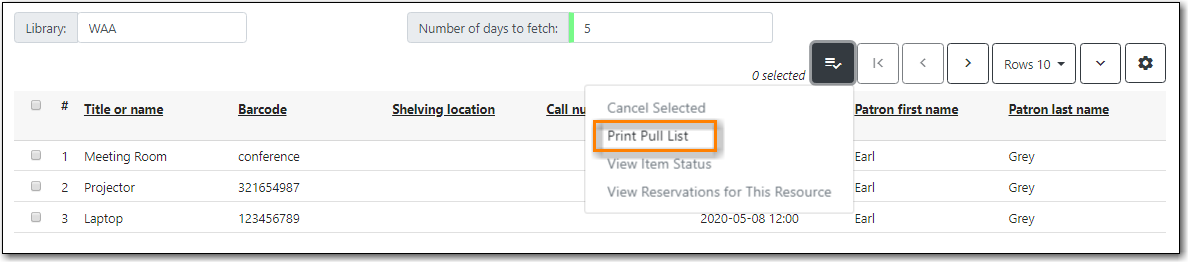 Library: WAA Number of days to fetch: 5
0 selected Rows 10
# Title or name Barcode Shelving location Call nu Patron first name Patron last name
Cancel Selected
Print Pull List
View Item Status
View Reservations for This Resource
1 Meeting Room conference Earl Grey
2 Projector 321654987 Earl Grey
3 Laptop 123456789 2020-05-08 12:00 Earl Grey